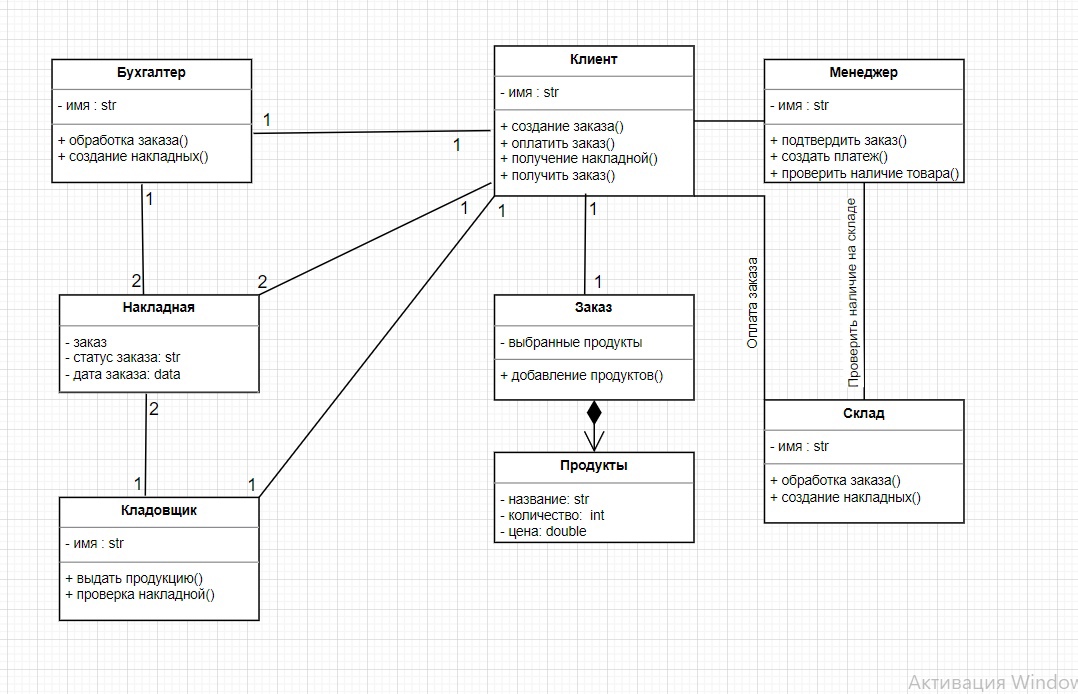 Бухгалтер
- имя : str
+ обработка заказа()
+ создание накладных()
1
1
Клиент
- имя : str
+ создание заказа()
+ оплатить заказ()
+ получение накладной()
+ получить заказ()
Менеджер
- имя : str
+ подтвердить заказ()
+ создать платеж()
+ проверить наличие товара()
1
2
1
2
1
1
1
Накладная
- заказ
- статус заказа: str
- дата заказа: data
Заказ
- выбранные продукты
+ добавление продуктов()
Оплата заказа
Проверить наличие на складе
2
1
1
Продукты
- название: str
- количество: int
- цена: double
Склад
- имя : str
+ обработка заказа()
+ создание накладных()
Кладовщик
- имя : str
+ выдать продукцию()
+ проверка накладной()
Активация Window